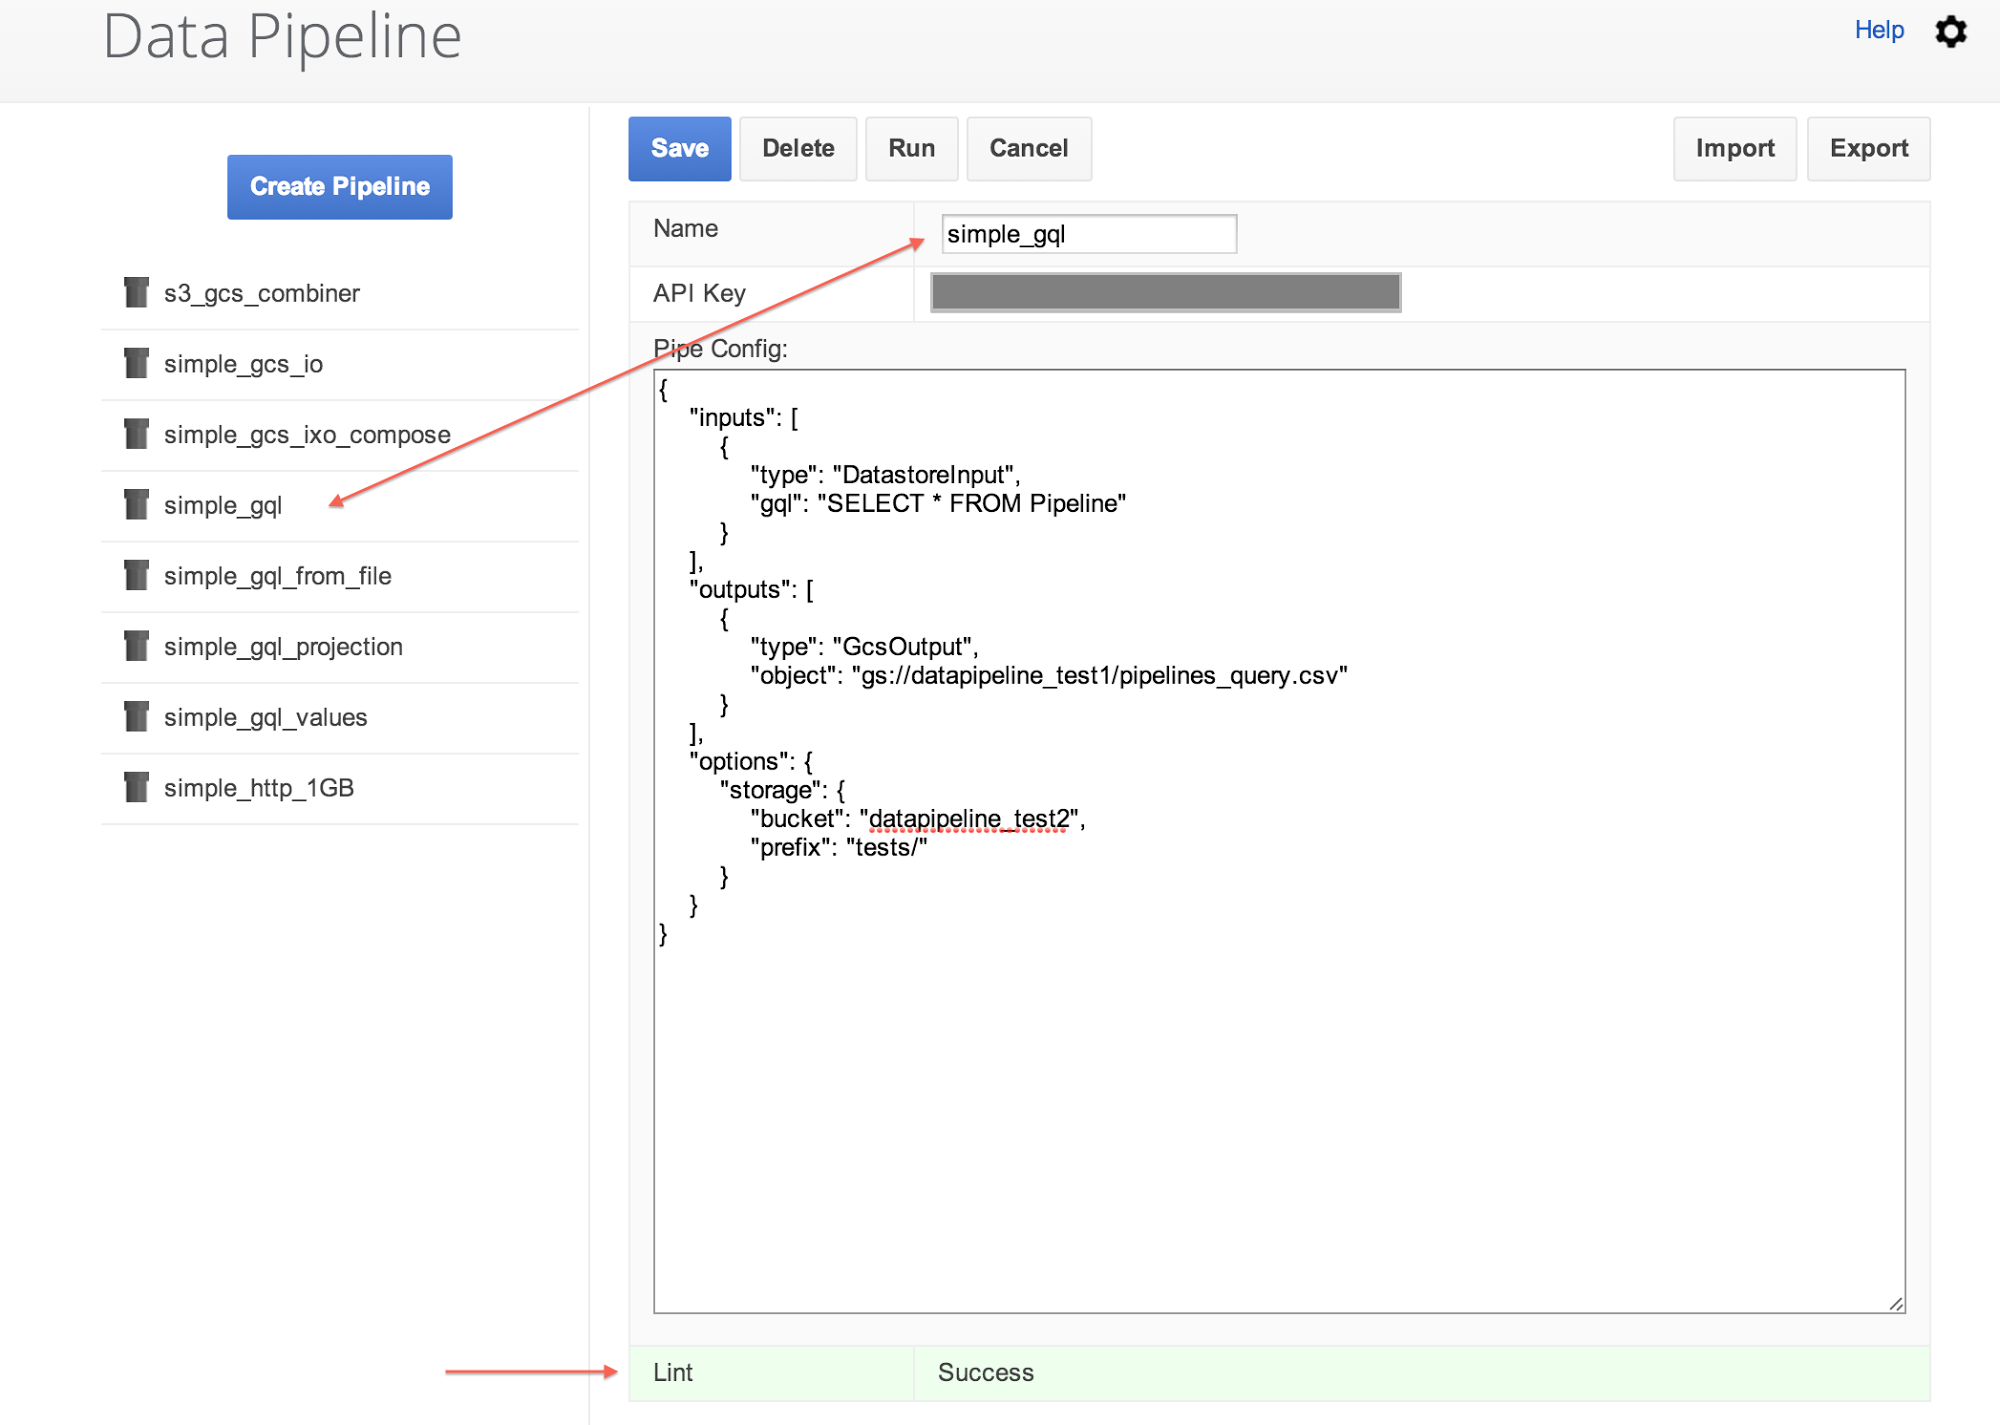 Data Pipeline
Help
Create Pipeline
s3_gcs_combiner
simple_gcs_io
simple_gcs_ixo_compose
simple_gql
simple_gql_from_file
simple_gql_projection
simple_gql_values
simple_http_1GB
Save Delete Run Cancel Import Export
Name simple_gql
API Key
Pipe Config:
{
"inputs": [
{
"type": "DatastoreInput",
"gql": "SELECT * FROM Pipeline"
}
],
"outputs": [
{
"type": "GcsOutput",
"object": "gs://datapipeline_test1/pipelines_query.csv"
}
],
"options": {
"storage": {
"bucket": "datapipeline_test2",
"prefix": "tests/"
}
}
}
Lint Success